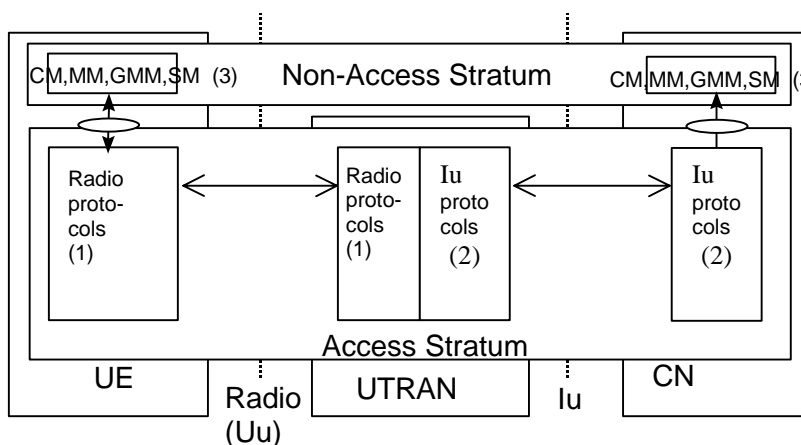 CM,MM,GMM,SM (3)
Non-Access Stratum
CM,MM,GMM,SM (3
Radio
proto-
cols
(1)
Radio
proto-
cols
(1)
Iu
proto
cols
(2)
Iu
proto
cols
(2)
Access Stratum
UE
UTRAN
CN
Radio
(Uu)
Iu